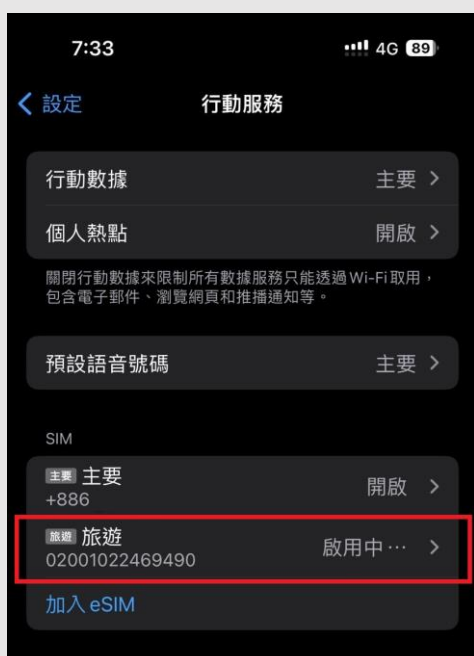 7:33
4G 89
設定
行動服務
行動數據 主要
個人熱點 開啟
關閉行動數據來限制所有數據服務只能透過 Wi-Fi 取用，
包含電子郵件、瀏覽網頁和推播通知等。
預設語音號碼 主要
SIM
主要 主要
+886
開啟
旅遊 旅遊
02001022469490
啟用中⋯
加入 eSIM